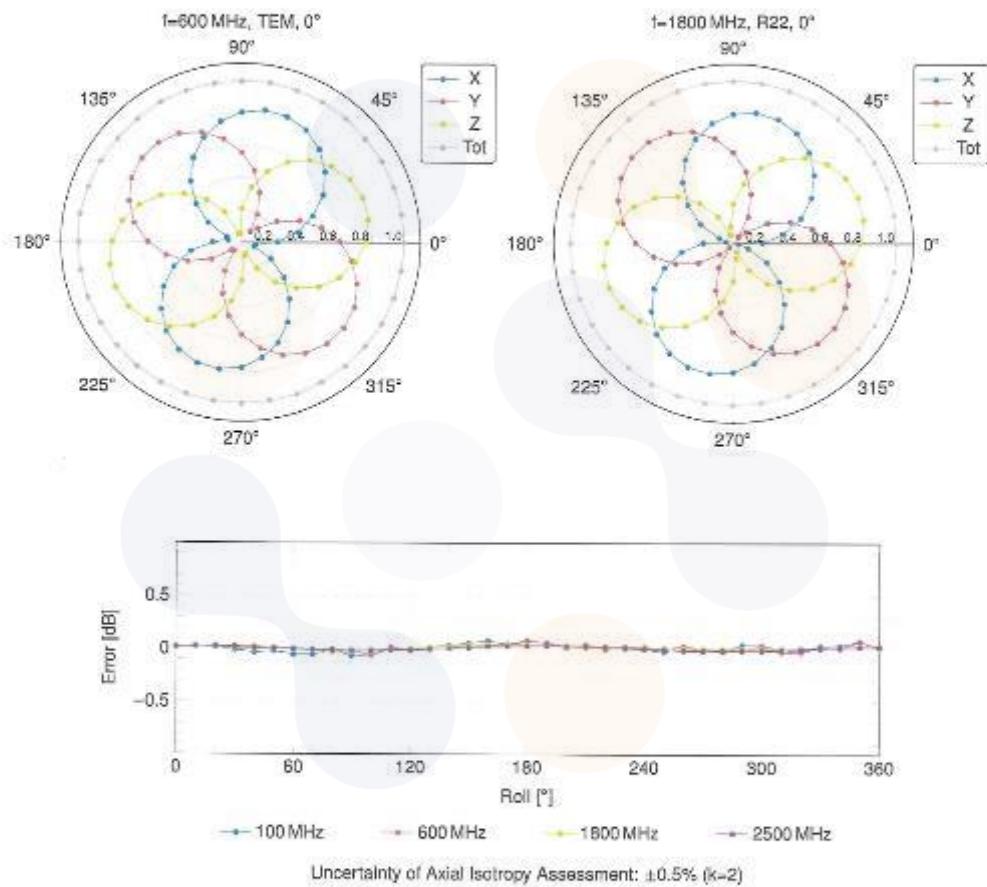 f=600 MHz, TEM, 0°
90°
135°
45°
X
Y
Z
Tot
180°
0.2 0.4 0.6 0.8 1.0
0°
225°
315°
270°
f=1800 MHz, R22, 0°
90°
135°
45°
X
Y
Z
Tot
180°
0.2 0.4 0.6 0.8 1.0
0°
225°
315°
270°
Error [dB]
0.5
0
−0.5
0 60 120 180 240 300 360
Roll [°]
100 MHz 600 MHz 1800 MHz 2500 MHz
Uncertainty of Axial Isotropy Assessment: ±0.5% (k=2)